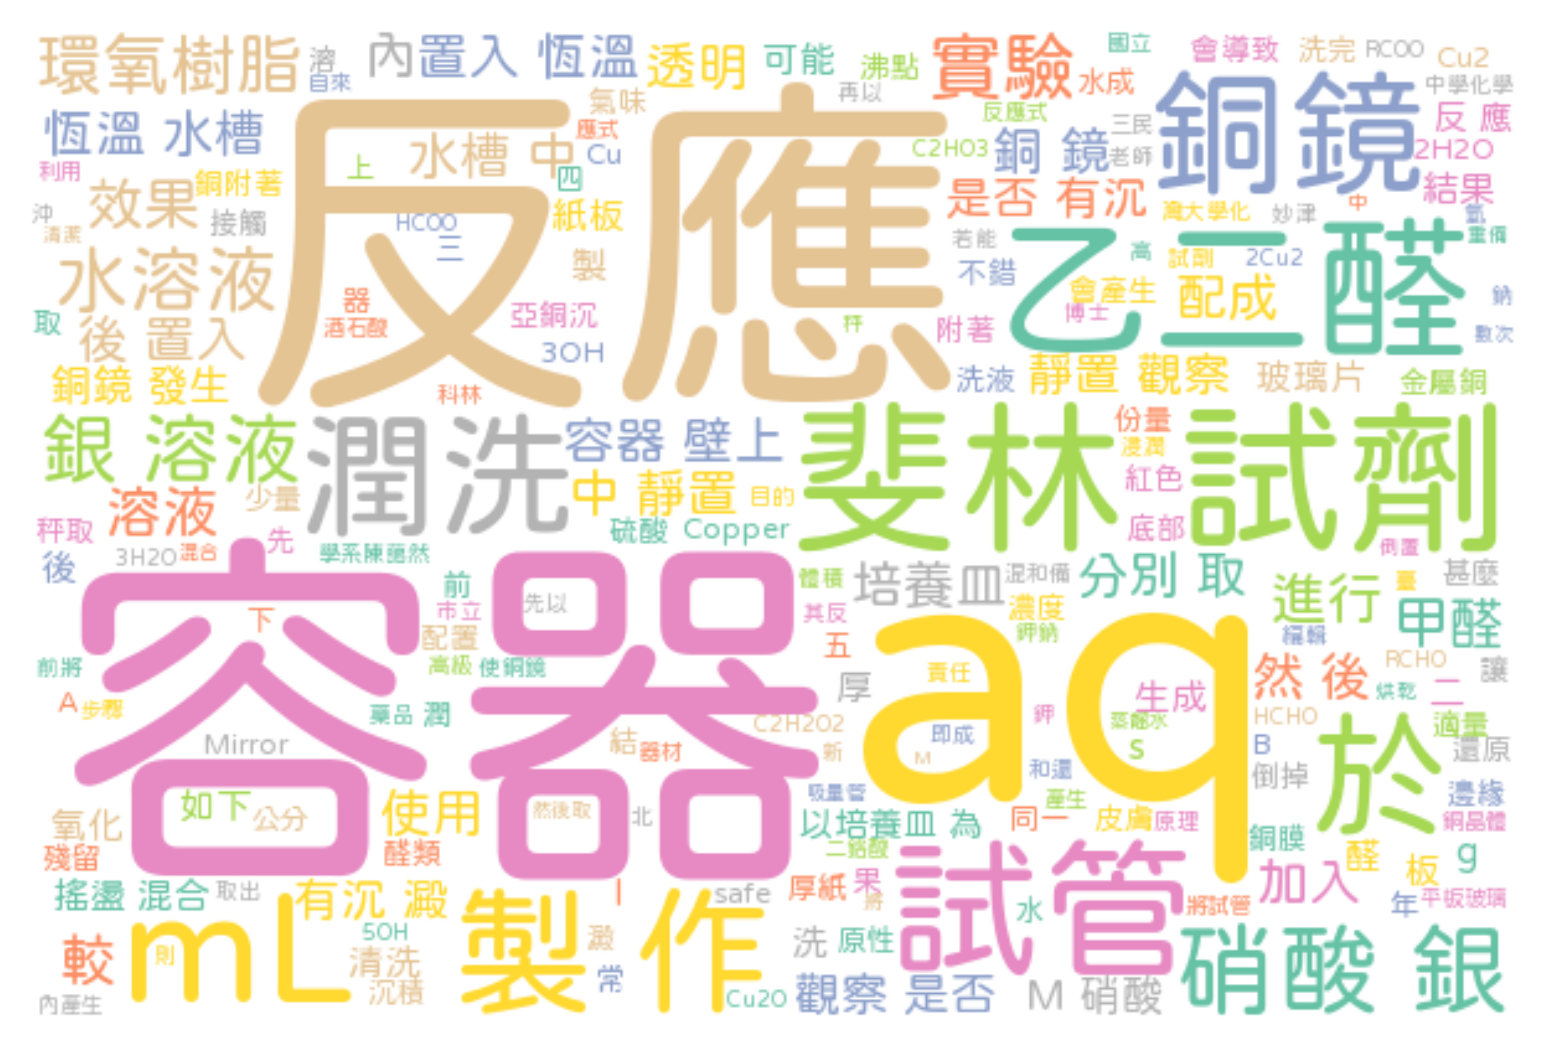 環氧樹脂
溶
自來
內置入
恆溫
透明
可能
沸點
實驗
國立
會導致
洗完
RCOO
Cu2
水成
中學化學
恆溫 水槽
氣味
再以
反應式
銅鏡
反 應
利用
上
水槽 中
應式
Cu
C2H2O3
銅 鏡
三民
老師
2H2O
效果
銅附著
四
是否 有沉
結果
沖
清潔
接觸
HCOO
三
紙板
灣大學化
妙津
中
氫
重備
水溶液
反應
製
若能
不錯
乙二醛
高
試劑
2Cu2
會產生
配成
博士
鈉
數次
取
後 置入
器
酒石酸
亞銅沉
3OH
秤
附著
銅鏡 發生
科林
洗液
靜置 觀察
玻璃片
金屬銅
銀 溶液
潤洗
容器 壁上
斐林試劑
份量
浸潤
紅色
溶液
少量
中 靜置
目的
底部
秤取
硫酸
Copper
倒置
3H2O
混合
先
學系陳藹然
後
前
體積
培養皿
混和備
分別 取
進行
臺
甚麼
下
市立
先以
其反
濃度
鉀鈉
甲醛
編輯
容器
配置
五
aq
前將
高級
使銅鏡
責任
然 後
RCHO
烘乾
二
讓
A
步驟
藥品
潤
厚
鉀
生成
蒸餾水
s
HCHO
適量
Mirror
結
器材
C2H2O2
新
即成
M
和還
B
倒掉
於
還原
吸量管
產生
邊緣
氧化
如下
公分
使用
然後取
北
以培養皿 為
同一
皮膚
原理
銅晶體
殘留
醛類
二鉻酸
銅膜
醛
板
g
搖盪 混合
取出
有沉 澱
safe
厚紙
果
將
試管
加入
年
平板玻璃
水
將試管
較
mL
則
5OH
製作
澱
洗
原性
硝酸 銀
清洗
沉積
常
內產生
Cu2O
觀察 是否
M 硝酸